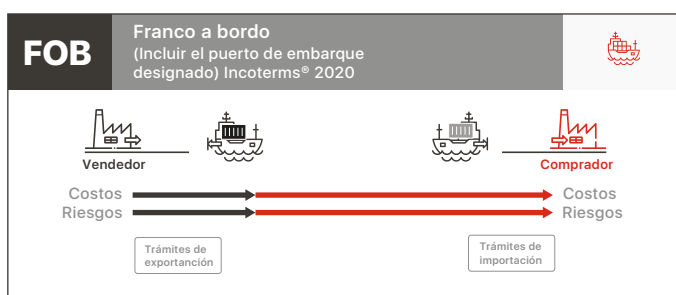 FOB
Franco a bordo
(Incluir el puerto de embarque
designado) Incoterms® 2020
Vendedor
Comprador
Costos
Costos
Riesgos
Riesgos
Trámites de
exportanción
Trámites de
importación